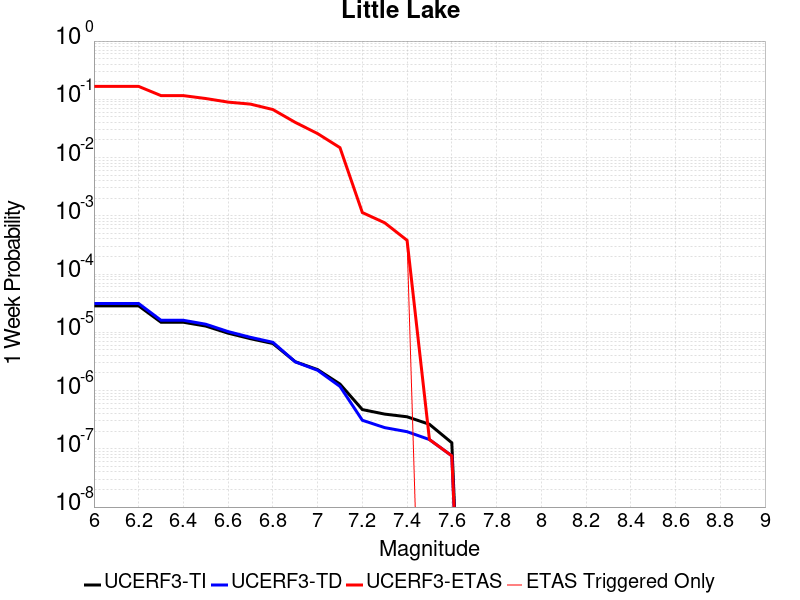 Little Lake
1 Week Probability
10^0
10^-1
10^-2
10^-3
10^-4
10^-5
10^-6
10^-7
10^-8
6 6.2 6.4 6.6 6.8 7 7.2 7.4 7.6 7.8 8 8.2 8.4 8.6 8.8 9
Magnitude
UCERF3-TI UCERF3-TD UCERF3-ETAS ETAS Triggered Only